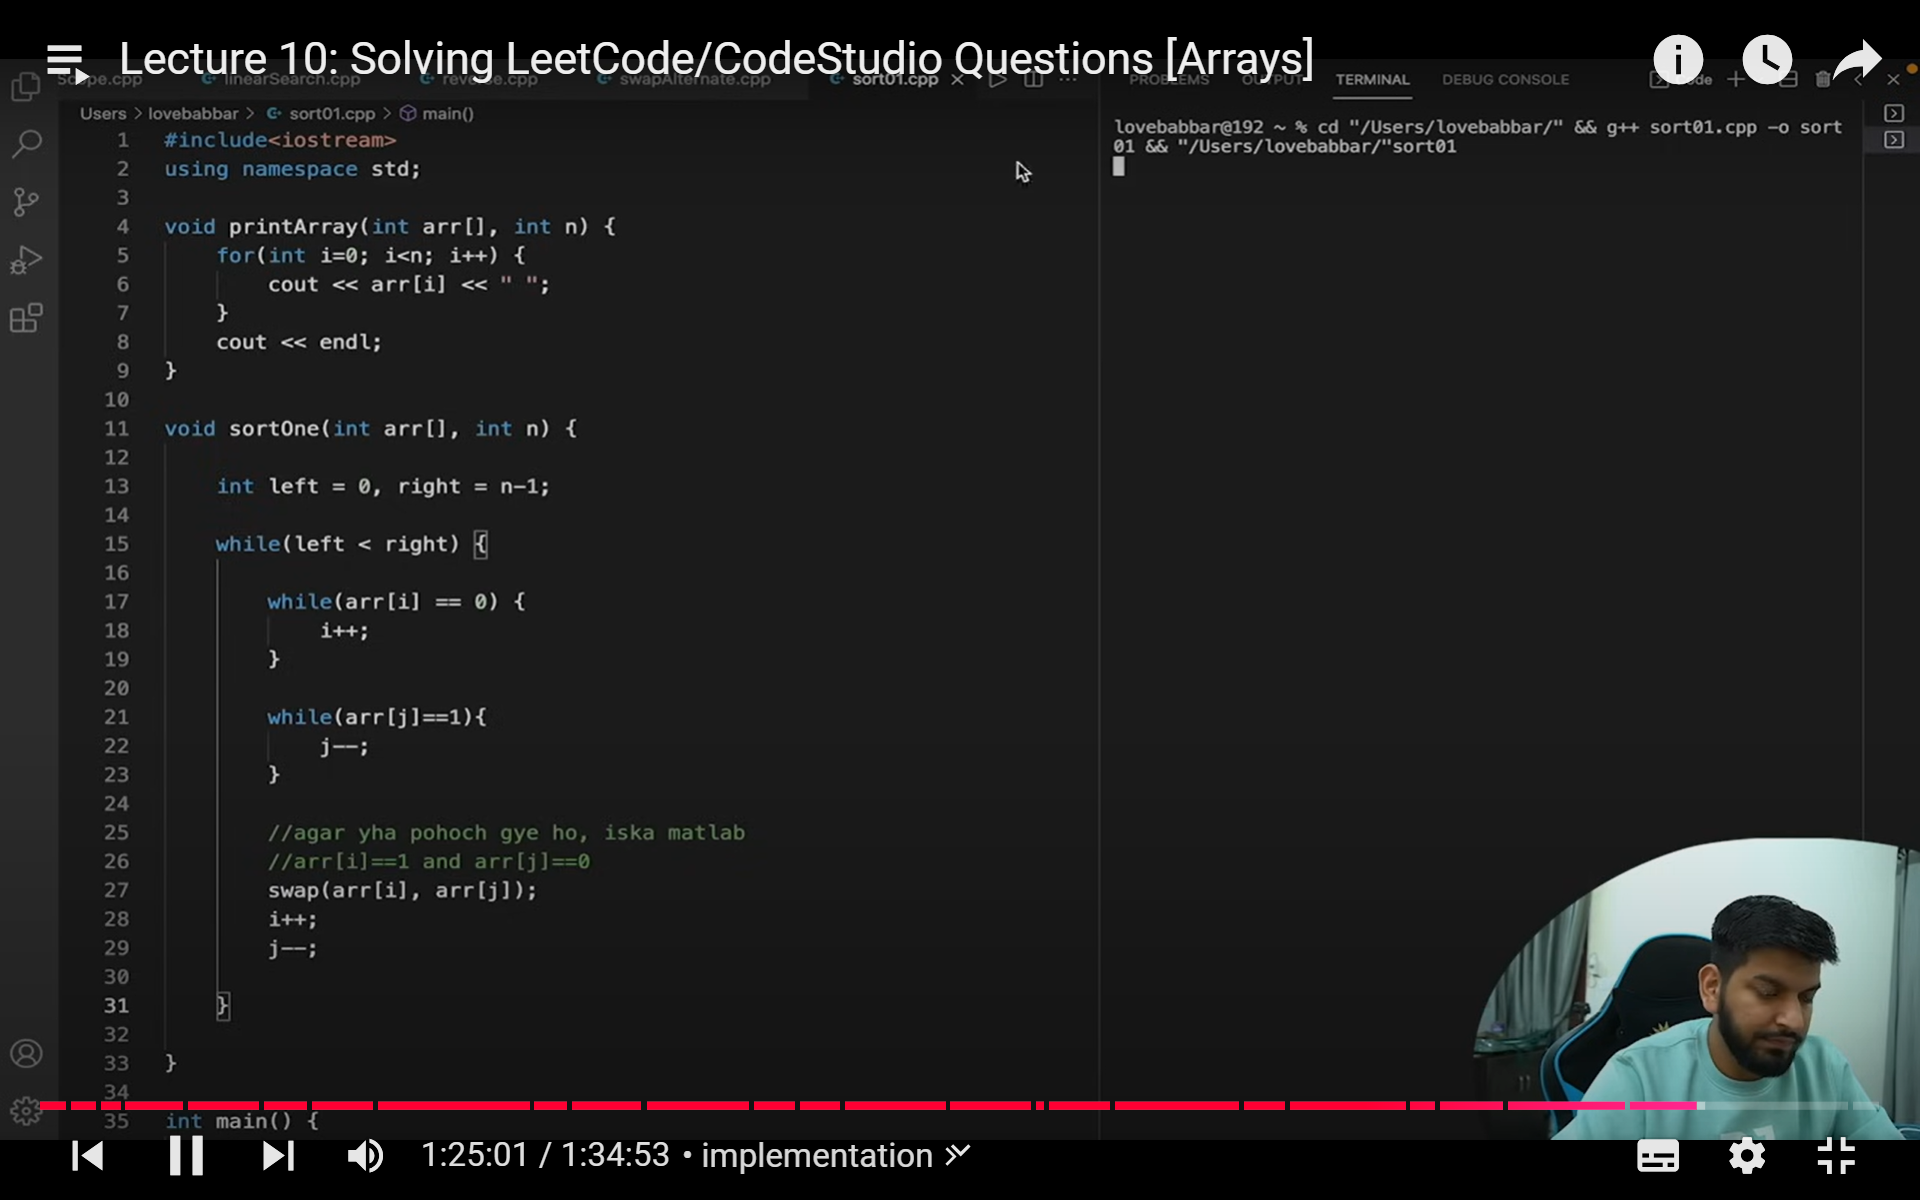 Lecture 10: Solving LeetCode/CodeStudio Questions [Arrays]
linearSearch.cpp reverse.cpp swapAlternate.cpp sort01.cpp PROBLEMS OUTPUT TERMINAL DEBUG CONSOLE
Users > lovebabbar > sort01.cpp > main()
lovebabbar@192 ~ % cd "/Users/lovebabbar/" && g++ sort01.cpp -o sort
01 && "/Users/lovebabbar/"sort01
1 #include<iostream>
2 using namespace std;
3
4 void printArray(int arr[], int n) {
5 for(int i=0; i<n; i++) {
6 cout << arr[i] << " ";
7 }
8 cout << endl;
9 }
10
11 void sortOne(int arr[], int n) {
12
13 int left = 0, right = n-1;
14
15 while(left < right) {
16
17 while(arr[i] == 0) {
18 i++;
19 }
20
21 while(arr[j]==1){
22 j--;
23 }
24
25 //agar yha pohoch gye ho, iska matlab
26 //arr[i]==1 and arr[j]==0
27 swap(arr[i], arr[j]);
28 i++;
29 j--;
30
31 }
32
33 }
34
35 int main() {
1:25:01 / 1:34:53 • implementation